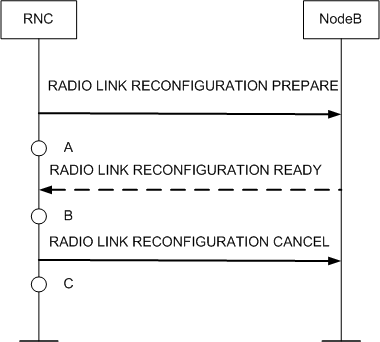 RNC
NodeB
RADIO LINK RECONFIGURATION PREPARE
A
RADIO LINK RECONFIGURATION READY
B
RADIO LINK RECONFIGURATION CANCEL
C